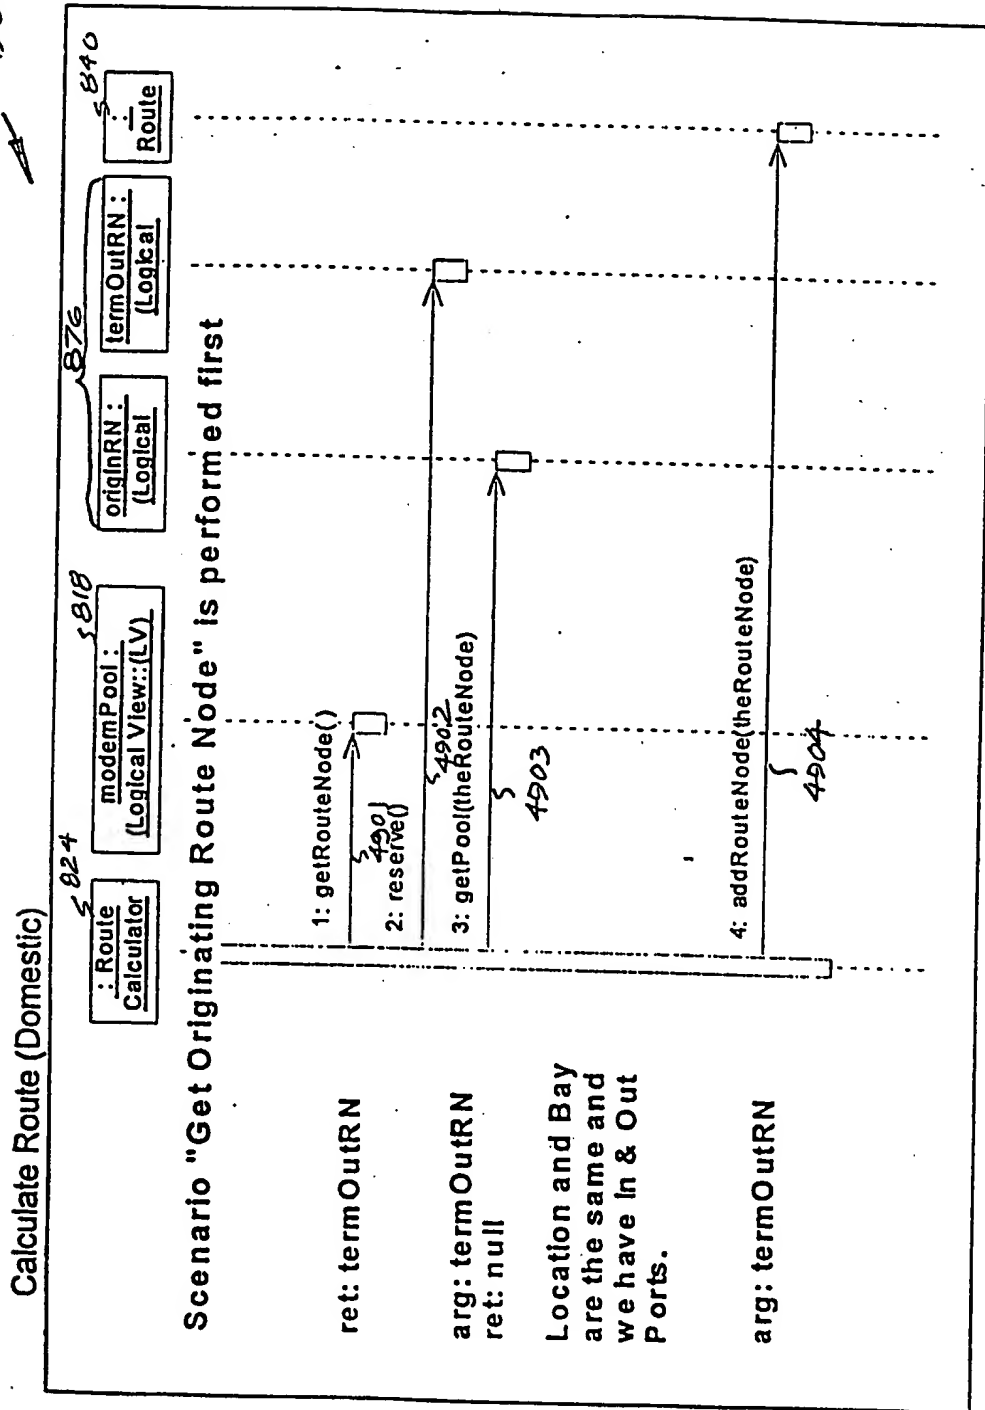 Calculate Route (Domestic)
824
: Route
Calculator
818
modemPool :
(Logical View::(LV)
876
origInRN :
(Logical
termOutRN :
(Logical
840
:
Route
Scenario "Get Originating Route Node" is performed first
ret: termOutRN
1: getRouteNode()
4901
2: reserve()
4902
arg: termOutRN
ret: null
3: getPool(theRouteNode)
4903
Location and Bay
are the same and
we have In & Out
Ports.
arg: termOutRN
4: addRouteNode(theRouteNode)
4904